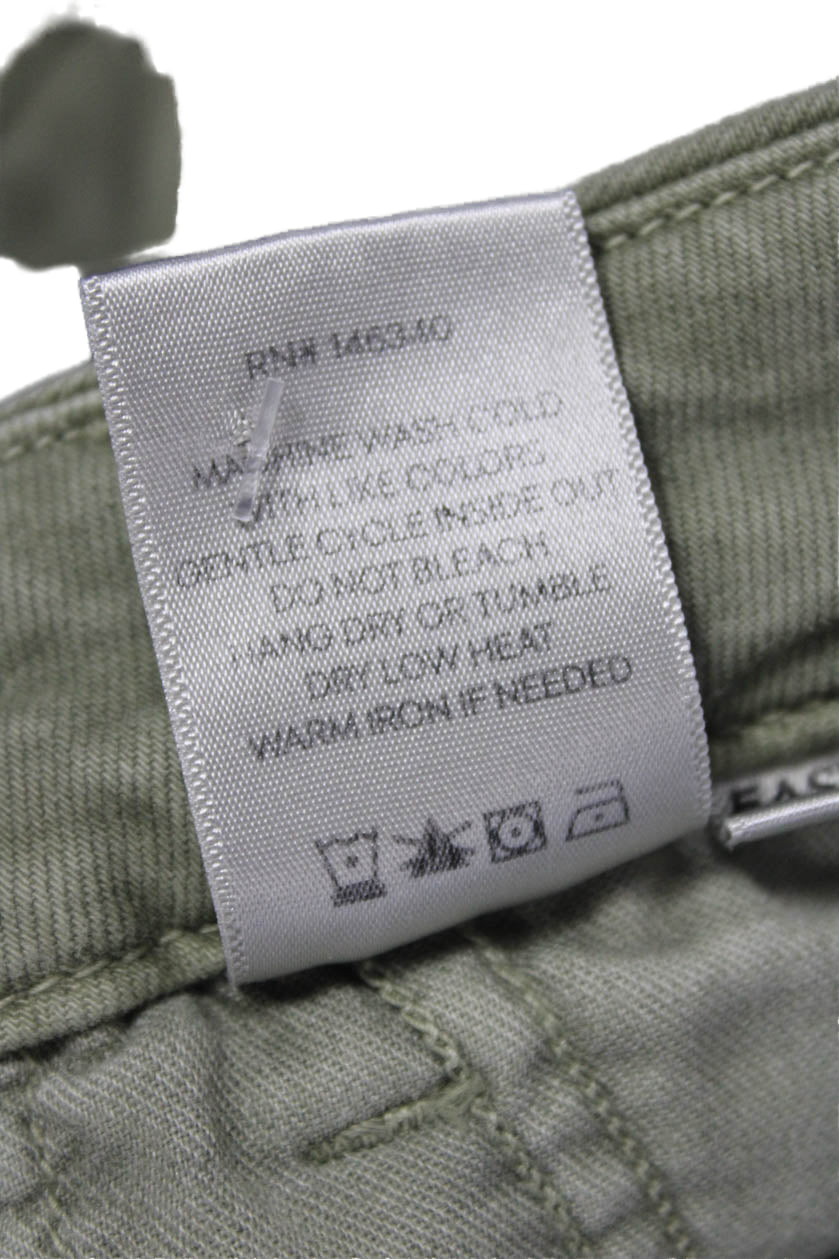 RN# 146340
MACHINE WASH COLD
WITH LIKE COLORS
GENTLE CYCLE INSIDE OUT
DO NOT BLEACH
HANG DRY OR TUMBLE
DRY LOW HEAT
WARM IRON IF NEEDED